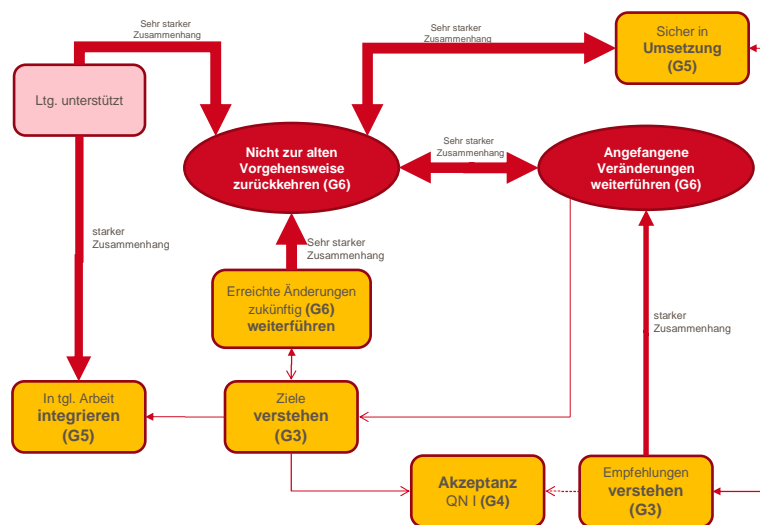 Sehr starker
Zusammenhang
Sehr starker
Zusammenhang
Sicher in
Umsetzung
(G5)
Ltg. unterstützt
Nicht zur alten
Vorgehensweise
zurückkehren (G6)
Sehr starker
Zusammenhang
Angefangene
Veränderungen
weiterführen (G6)
starker
Zusammenhang
Sehr starker
Zusammenhang
Erreichte Änderungen
zukünftig (G6)
weiterführen
starker
Zusammenhang
In tgl. Arbeit
integrieren
(G5)
Ziele
verstehen
(G3)
Akzeptanz
QN I (G4)
Empfehlungen
verstehen
(G3)